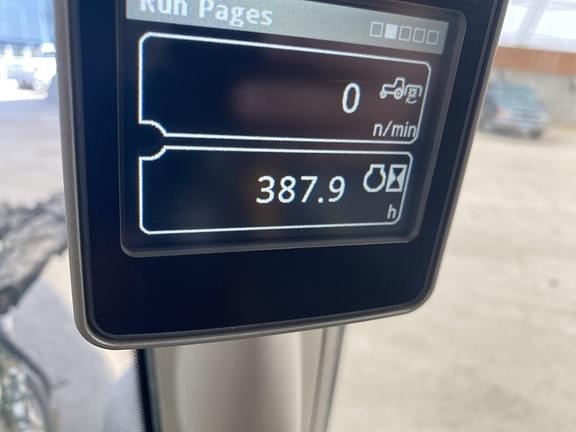 Run Pages
0
n/min
387.9
h